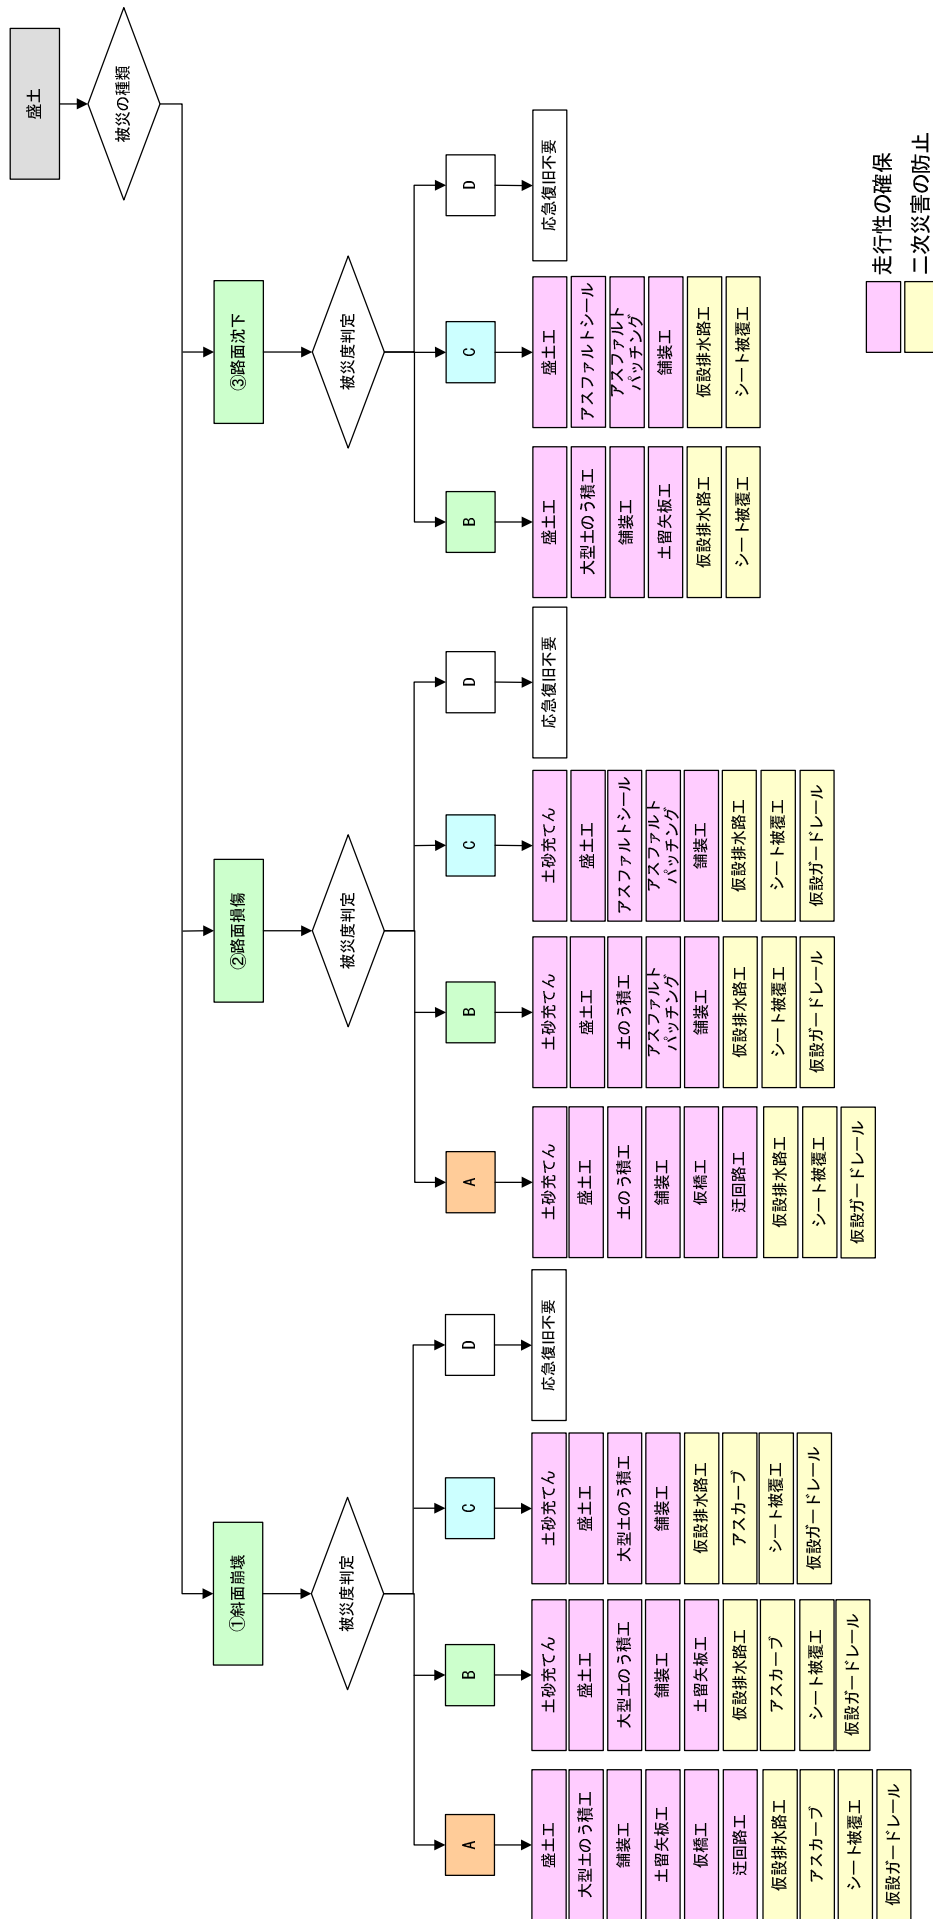 盛土
被災の種類
①斜面崩壊
被災度判定
A
盛土工
大型土のう積工
舗装工
土留矢板工
仮橋工
迂回路工
仮設排水路工
アスカーブ
シート被覆工
仮設ガードレール
B
土砂充てん
盛土工
大型土のう積工
舗装工
土留矢板工
仮設排水路工
アスカーブ
シート被覆工
仮設ガードレール
C
土砂充てん
盛土工
大型土のう積工
舗装工
仮設排水路工
アスカーブ
シート被覆工
仮設ガードレール
D
応急復旧不要
②路面損傷
被災度判定
A
土砂充てん
盛土工
土のう積工
舗装工
仮橋工
迂回路工
仮設排水路工
シート被覆工
仮設ガードレール
B
土砂充てん
盛土工
土のう積工
アスファルト
パッチング
舗装工
仮設排水路工
シート被覆工
仮設ガードレール
C
土砂充てん
盛土工
アスファルトシール
アスファルト
パッチング
舗装工
仮設排水路工
シート被覆工
仮設ガードレール
D
応急復旧不要
③路面沈下
被災度判定
B
盛土工
大型土のう積工
舗装工
土留矢板工
仮設排水路工
シート被覆工
C
盛土工
アスファルトシール
アスファルト
パッチング
舗装工
仮設排水路工
シート被覆工
D
応急復旧不要
走行性の確保
二次災害の防止